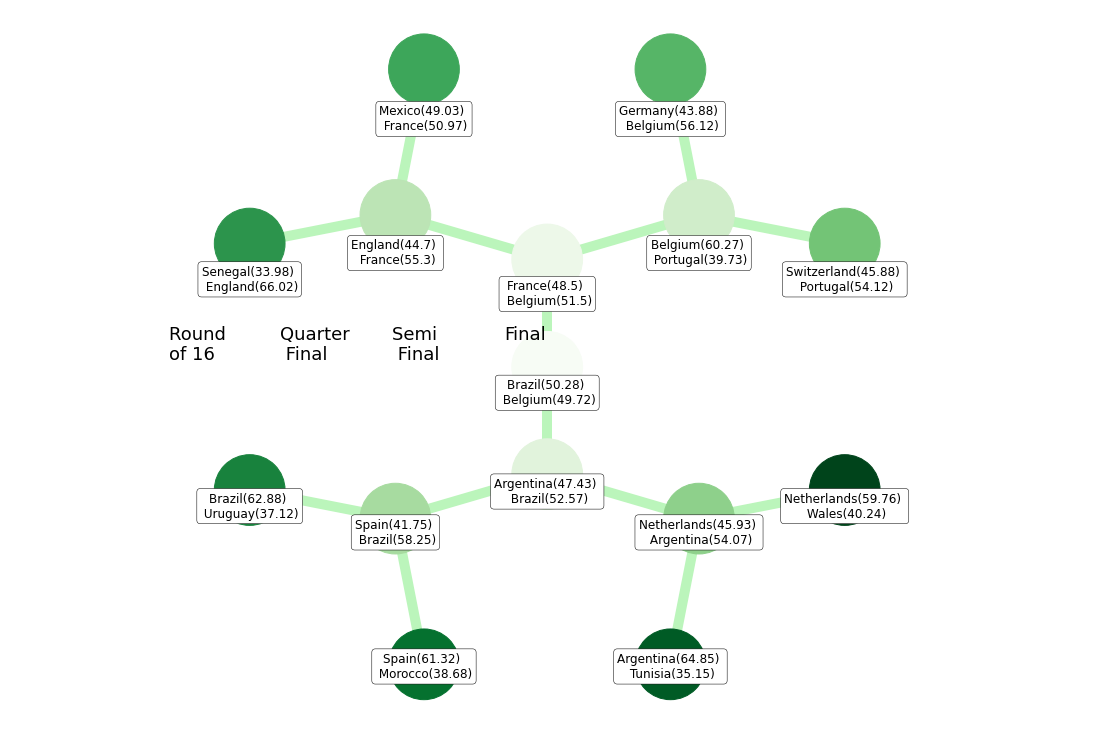 Mexico(49.03)
France(50.97)
Germany(43.88)
Belgium(56.12)
England(44.7)
France(55.3)
Belgium(60.27)
Portugal(39.73)
Senegal(33.98)
England(66.02)
Switzerland(45.88)
Portugal(54.12)
France(48.5)
Belgium(51.5)
Round
of 16
Quarter
Final
Semi
Final
Final
Brazil(50.28)
Belgium(49.72)
Argentina(47.43)
Brazil(52.57)
Brazil(62.88)
Uruguay(37.12)
Netherlands(59.76)
Wales(40.24)
Spain(41.75)
Brazil(58.25)
Netherlands(45.93)
Argentina(54.07)
Spain(61.32)
Morocco(38.68)
Argentina(64.85)
Tunisia(35.15)